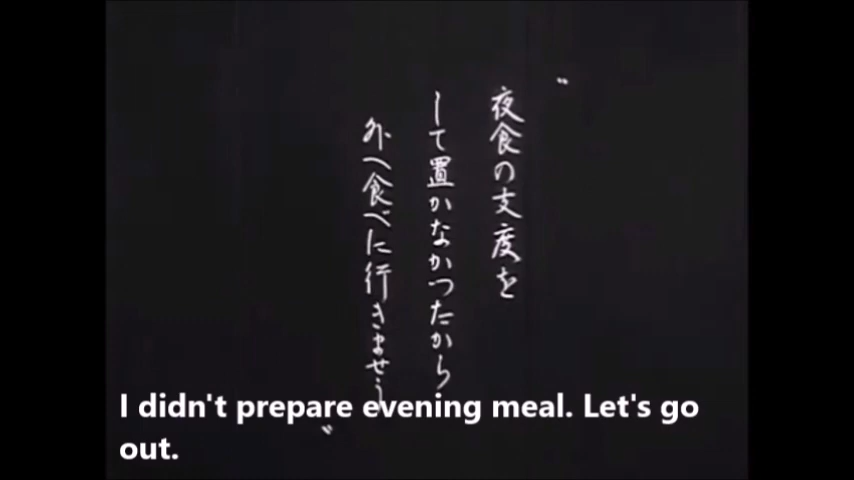 〝夜食の支度を
して置かなかつたから
外へ食べに行きませう〟
I didn't prepare evening meal. Let's go
out.